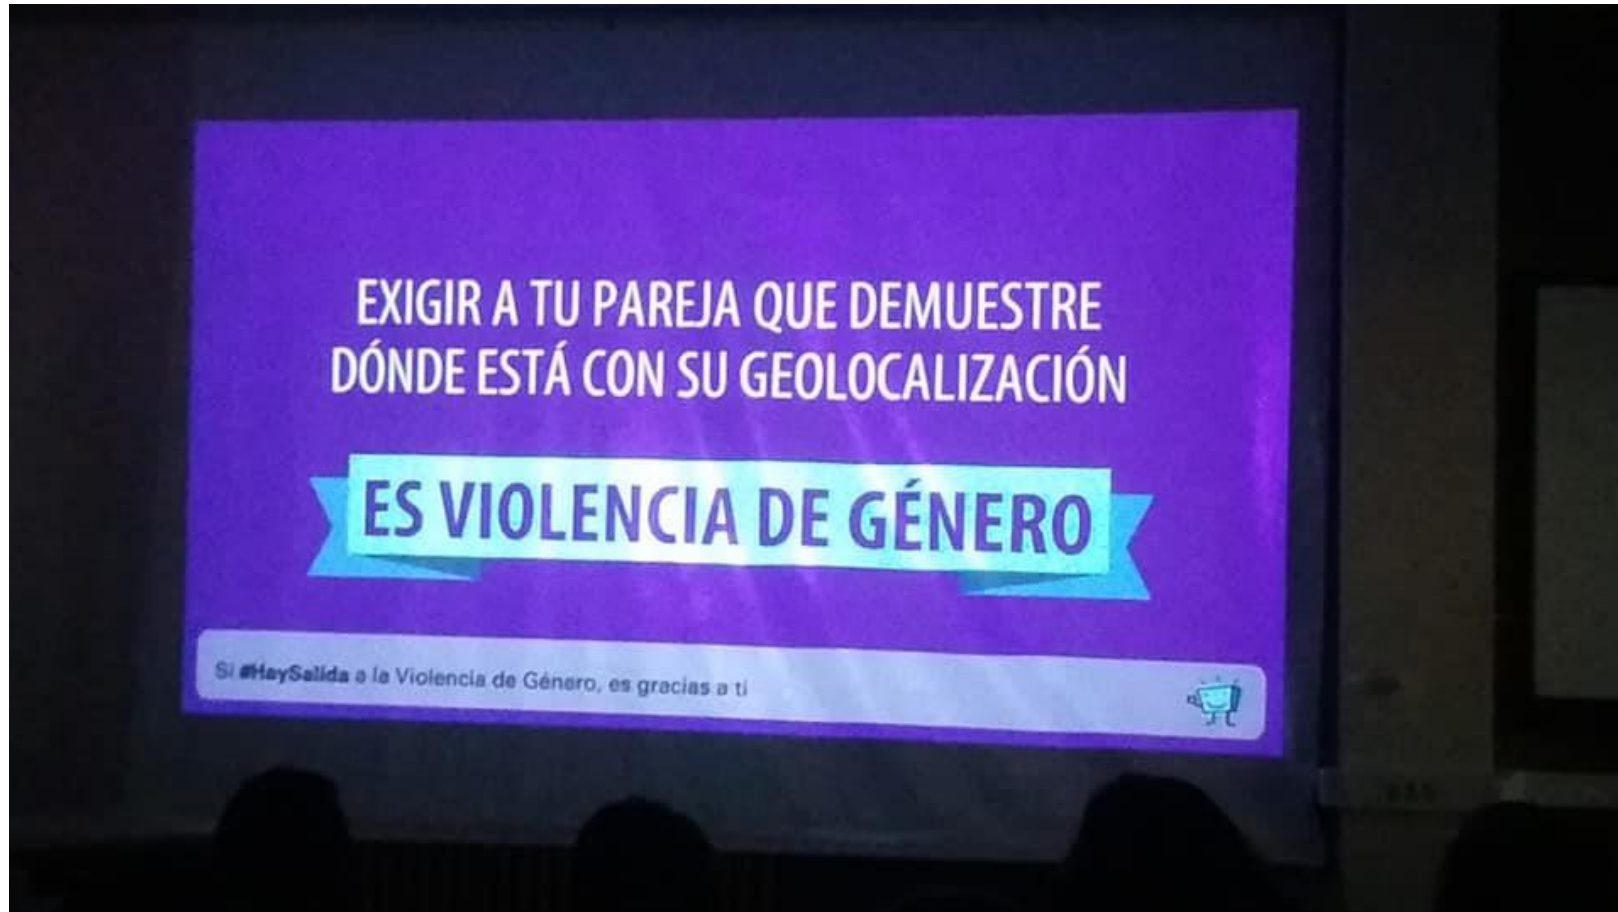 EXIGIR A TU PAREJA QUE DEMUESTRE
DÓNDE ESTÁ CON SU GEOLOCALIZACIÓN
ES VIOLENCIA DE GÉNERO
Si #HaySalida a la Violencia de Género, es gracias a ti